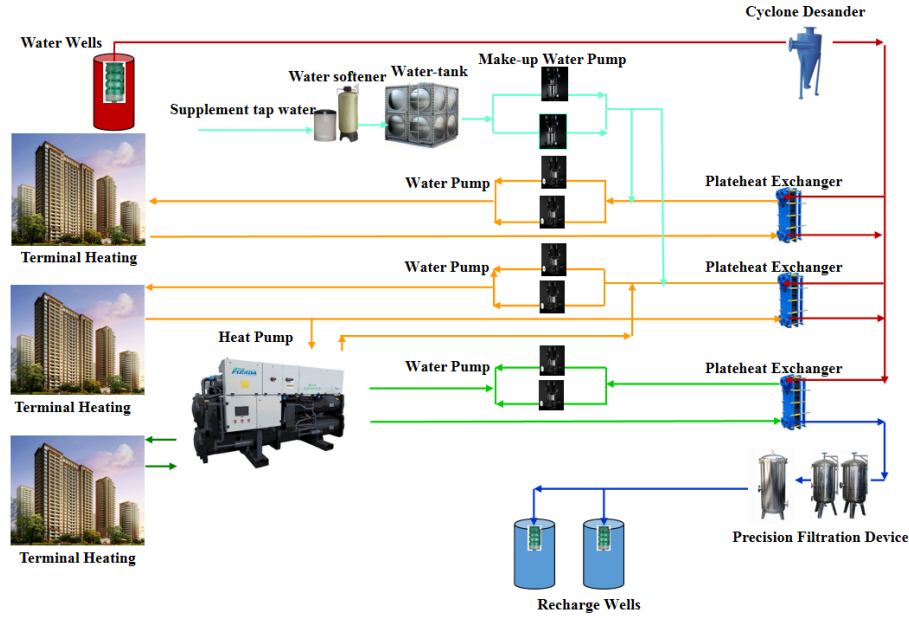 Cyclone Desander
Water Wells
Make-up Water Pump
Water softener
Water-tank
Supplement tap water
Water Pump
Plateheat Exchanger
Terminal Heating
Water Pump
Plateheat Exchanger
Heat Pump
Water Pump
Plateheat Exchanger
Terminal Heating
Precision Filtration Device
Terminal Heating
Recharge Wells